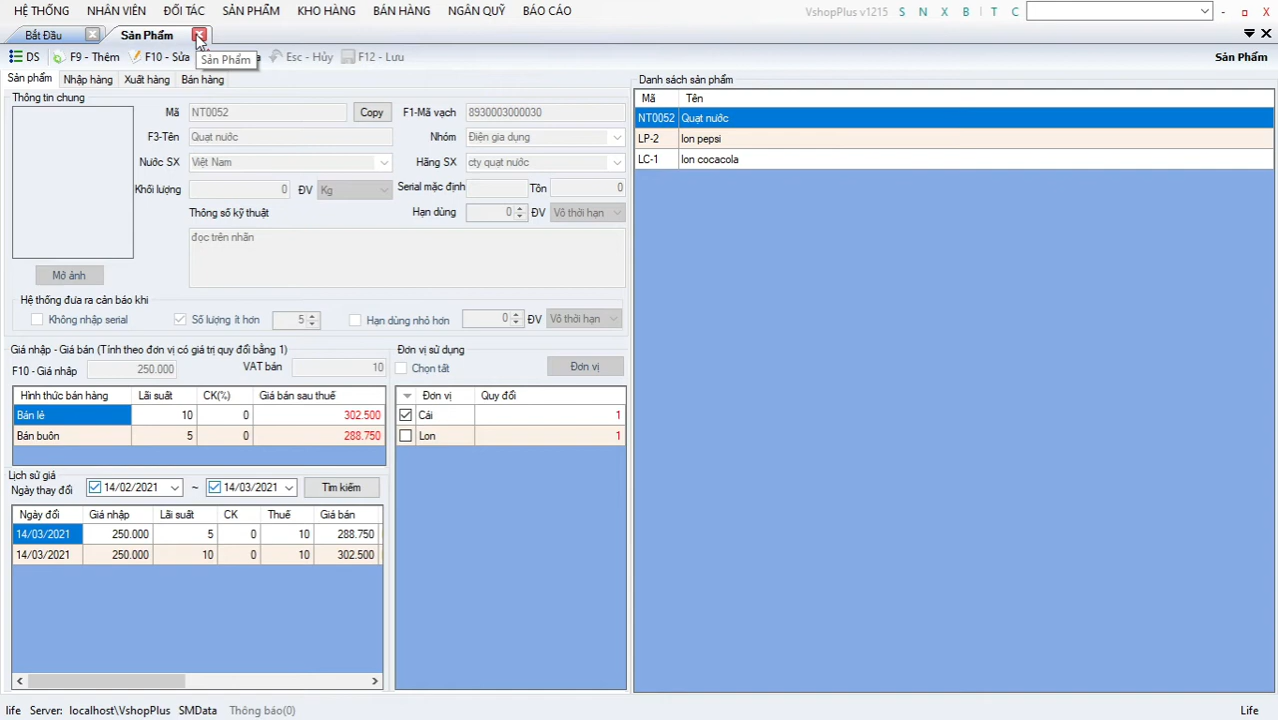 HỆ THỐNG NHÂN VIÊN ĐỐI TÁC SẢN PHẨM KHO HÀNG BÁN HÀNG NGÂN QUỸ BÁO CÁO VshopPlus v1215 S N X B T C
Bắt Đầu Sản Phẩm
DS F9 - Thêm F10 - Sửa Esc - Hủy F12 - Lưu Sản Phẩm
Sản Phẩm
Sản phẩm Nhập hàng Xuất hàng Bán hàng
Thông tin chung
Mã NT0052 Copy F1-Mã vạch 8930003000030
F3-Tên Quạt nước Nhóm Điện gia dụng
Nước SX Việt Nam Hãng SX cty quạt nước
Khối lượng 0 ĐV Kg Serial mặc định Tồn 0
Thông số kỹ thuật Hạn dùng 0 ĐV Vô thời hạn
đọc trên nhãn
Mở ảnh
Hệ thống đưa ra cản báo khi
Không nhập serial Số lượng ít hơn 5 Hạn dùng nhỏ hơn 0 ĐV Vô thời hạn
Giá nhập - Giá bán (Tính theo đơn vị có giá trị quy đổi bằng 1)
F10 - Giá nhập 250.000 VAT bán 10
Hình thức bán hàng Lãi suất CK(%) Giá bán sau thuế
Bán lẻ 10 0 302.500
Bán buôn 5 0 288.750
Đơn vị sử dụng
Chọn tất Đơn vị
Đơn vị Quy đổi
Cái 1
Lon 1
Lịch sử giá
Ngày thay đổi 14/02/2021 ~ 14/03/2021 Tìm kiếm
Ngày đổi Giá nhập Lãi suất CK Thuế Giá bán
14/03/2021 250.000 5 0 10 288.750
14/03/2021 250.000 10 0 10 302.500
Danh sách sản phẩm
Mã Tên
NT0052 Quạt nước
LP-2 lon pepsi
LC-1 lon cocacola
life Server: localhost\VshopPlus SMData Thông báo(0) Life